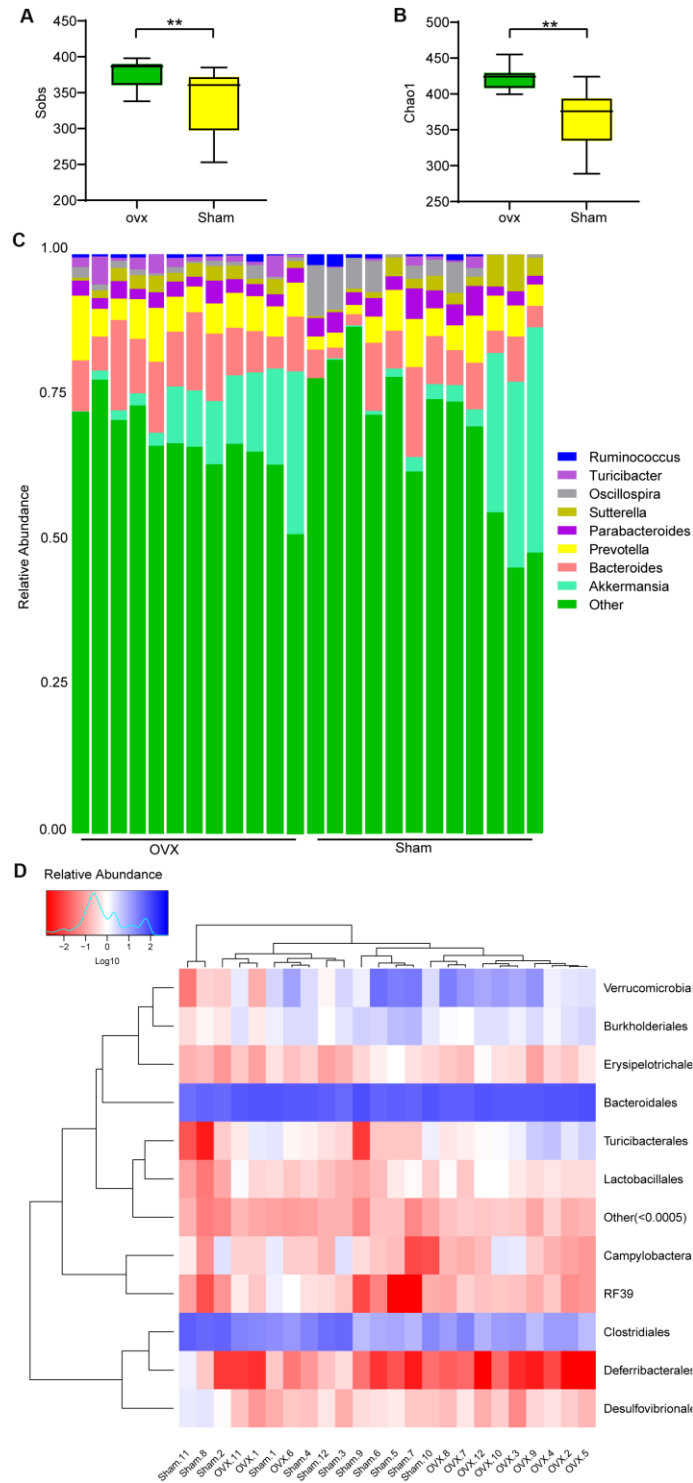 A
450
400
350
300
250
200
Sobs
**
ovx
Sham
B
500
450
400
350
300
250
Chao1
**
ovx
Sham
C
1.00
0.75
0.50
0.25
0.00
Relative Abundance
OVX
Sham
Ruminococcus
Turicibacter
Oscillospira
Sutterella
Parabacteroides
Prevotella
Bacteroides
Akkermansia
Other
D
Relative Abundance
−2 −1 0 1 2
Log10
Verrucomicrobial
Burkholderiales
Erysipelotrichale
Bacteroidales
Turicibacterales
Lactobacillales
Other(<0.0005)
Campylobactera
RF39
Clostridiales
Deferribacterales
Desulfovibrionale
Sham.11
Sham.8
Sham.2
OVX.11
OVX.1
Sham.1
OVX.6
Sham.4
Sham.12
Sham.3
Sham.9
Sham.6
Sham.5
Sham.7
Sham.10
OVX.8
OVX.7
OVX.12
OVX.10
OVX.3
OVX.9
OVX.4
OVX.2
OVX.5